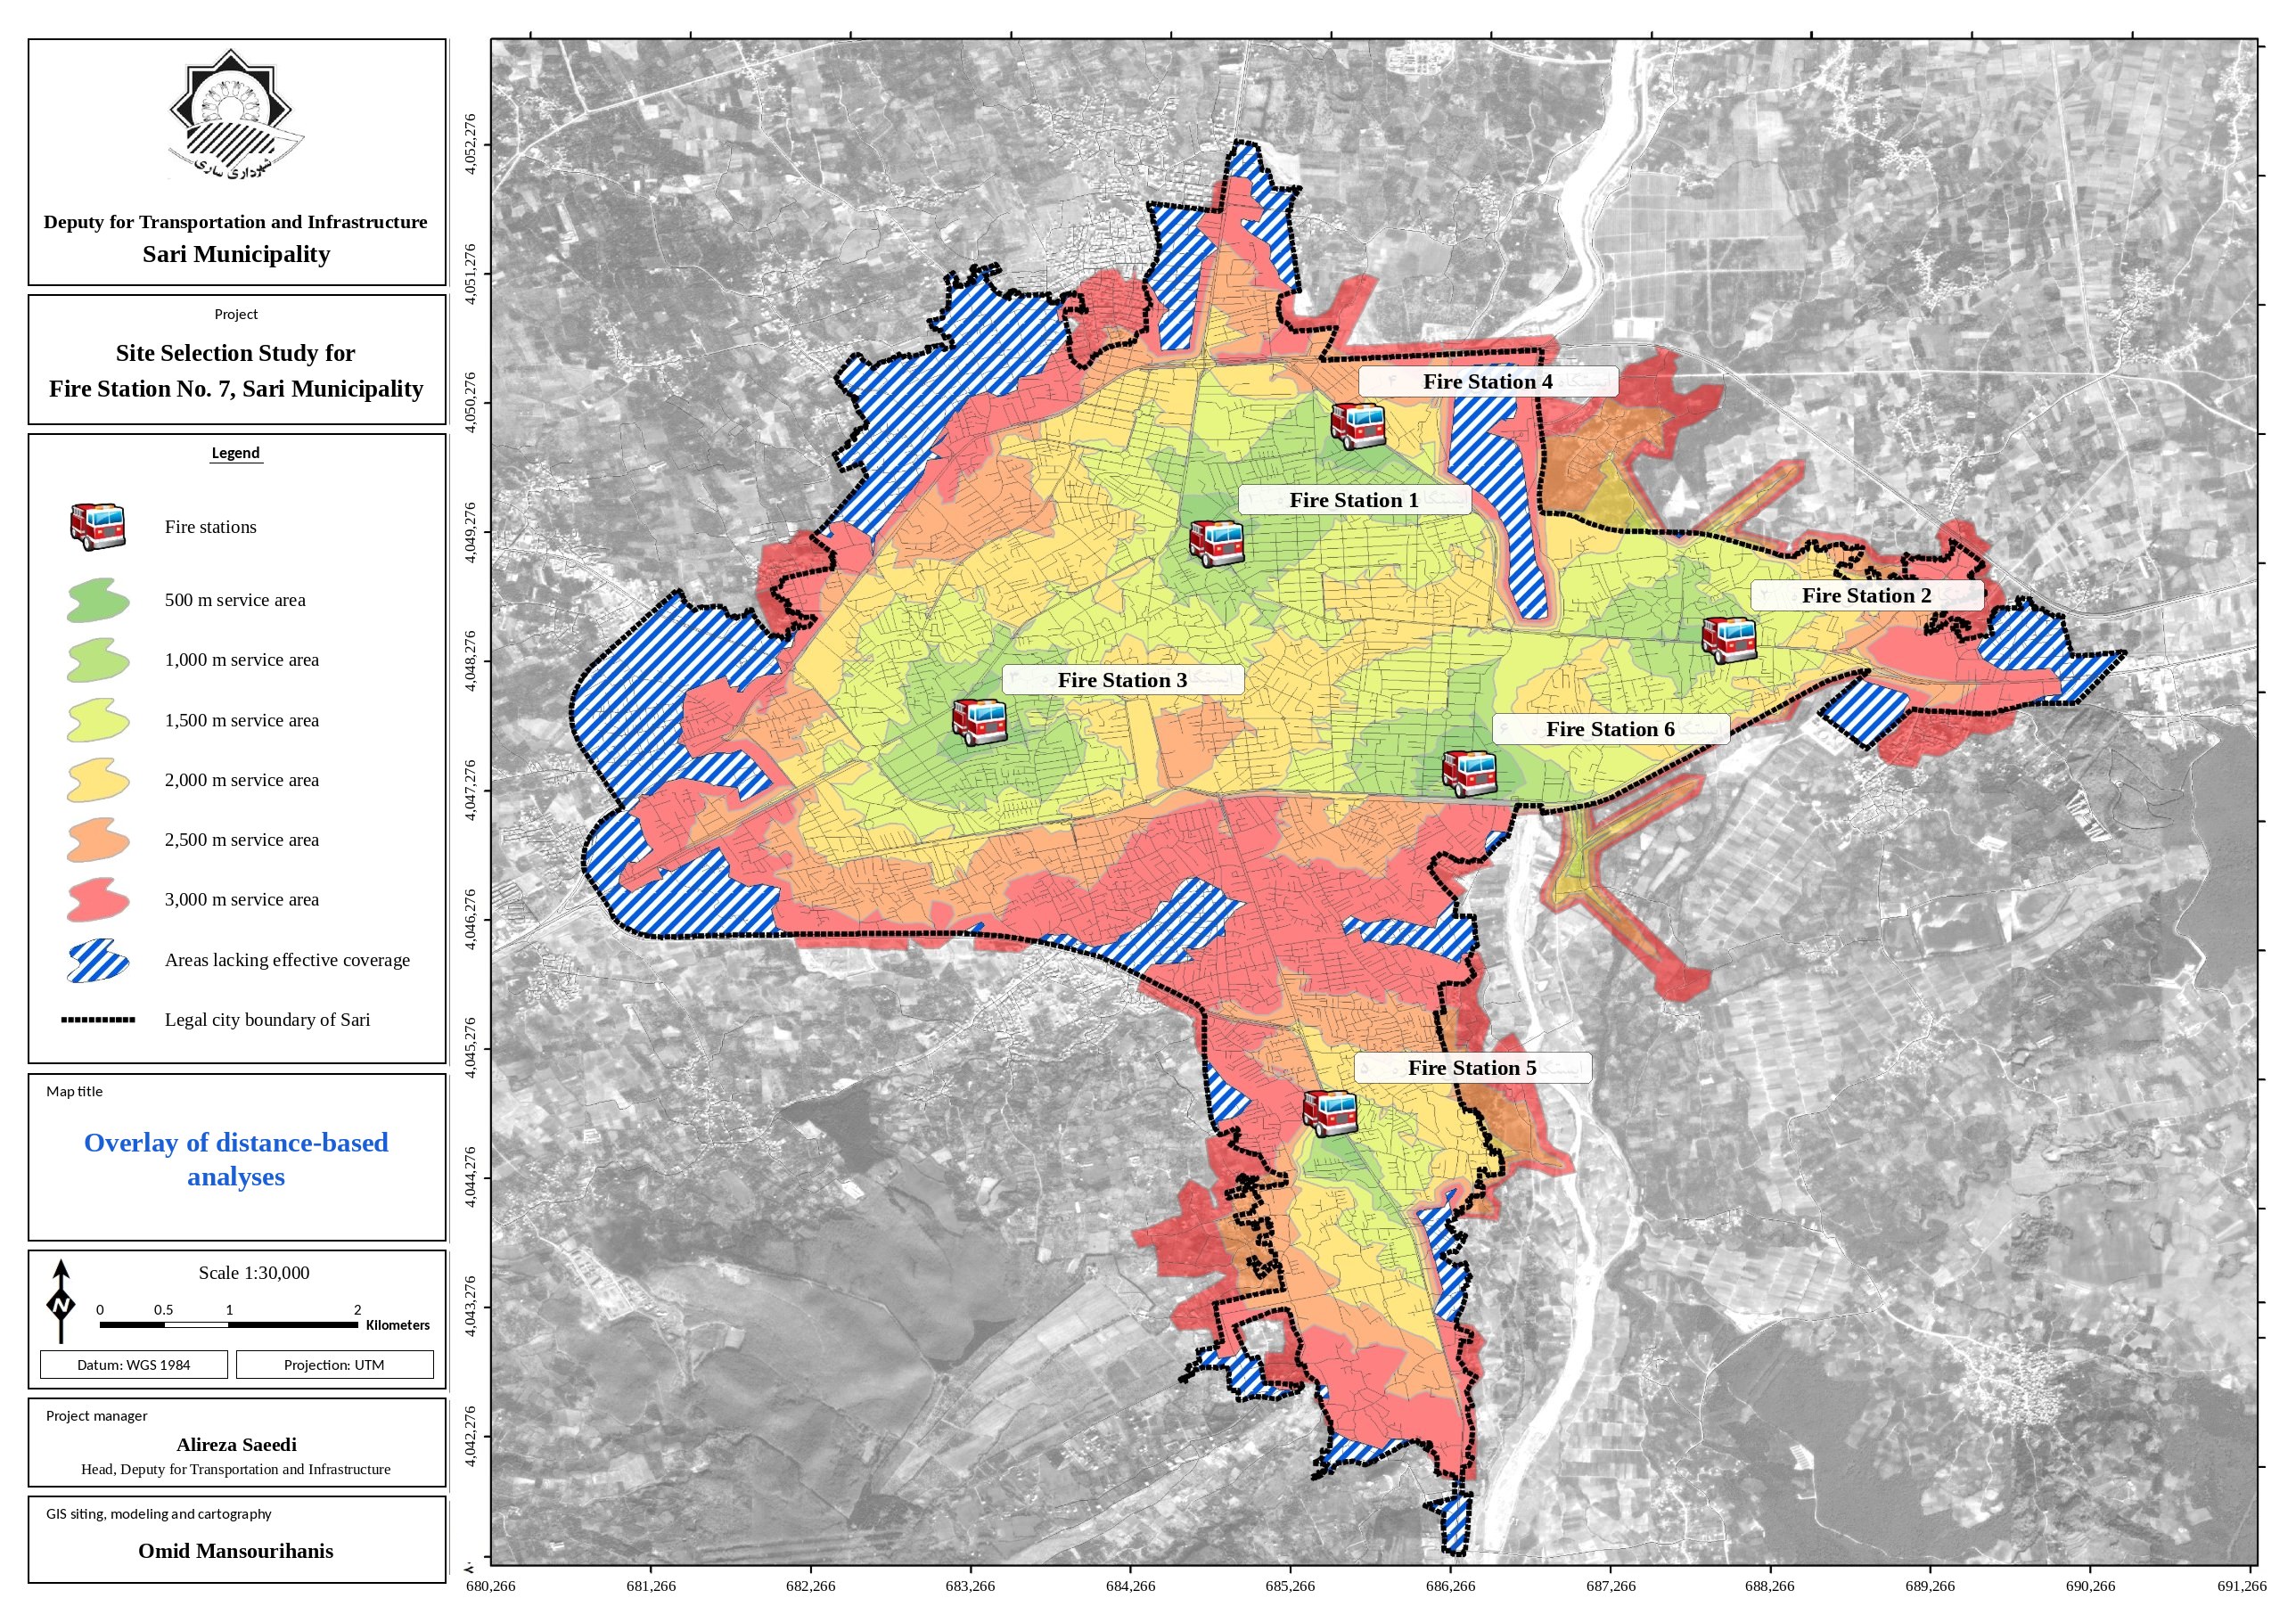 شهرداری ساری
Deputy for Transportation and Infrastructure
Sari Municipality
Project
Site Selection Study for
Fire Station No. 7, Sari Municipality
Legend
Fire stations
500 m service area
1,000 m service area
1,500 m service area
2,000 m service area
2,500 m service area
3,000 m service area
Areas lacking effective coverage
Legal city boundary of Sari
Map title
Overlay of distance-based
analyses
Scale 1:30,000
N
0 0.5 1 2
Kilometers
Datum: WGS 1984
Projection: UTM
Project manager
Alireza Saeedi
Head, Deputy for Transportation and Infrastructure
GIS siting, modeling and cartography
Omid Mansourihanis
4,052,276
4,051,276
4,050,276
4,049,276
4,048,276
4,047,276
4,046,276
4,045,276
4,044,276
4,043,276
4,042,276
Fire Station 4
Fire Station 1
Fire Station 2
Fire Station 3
Fire Station 6
Fire Station 5
680,266
681,266
682,266
683,266
684,266
685,266
686,266
687,266
688,266
689,266
690,266
691,266